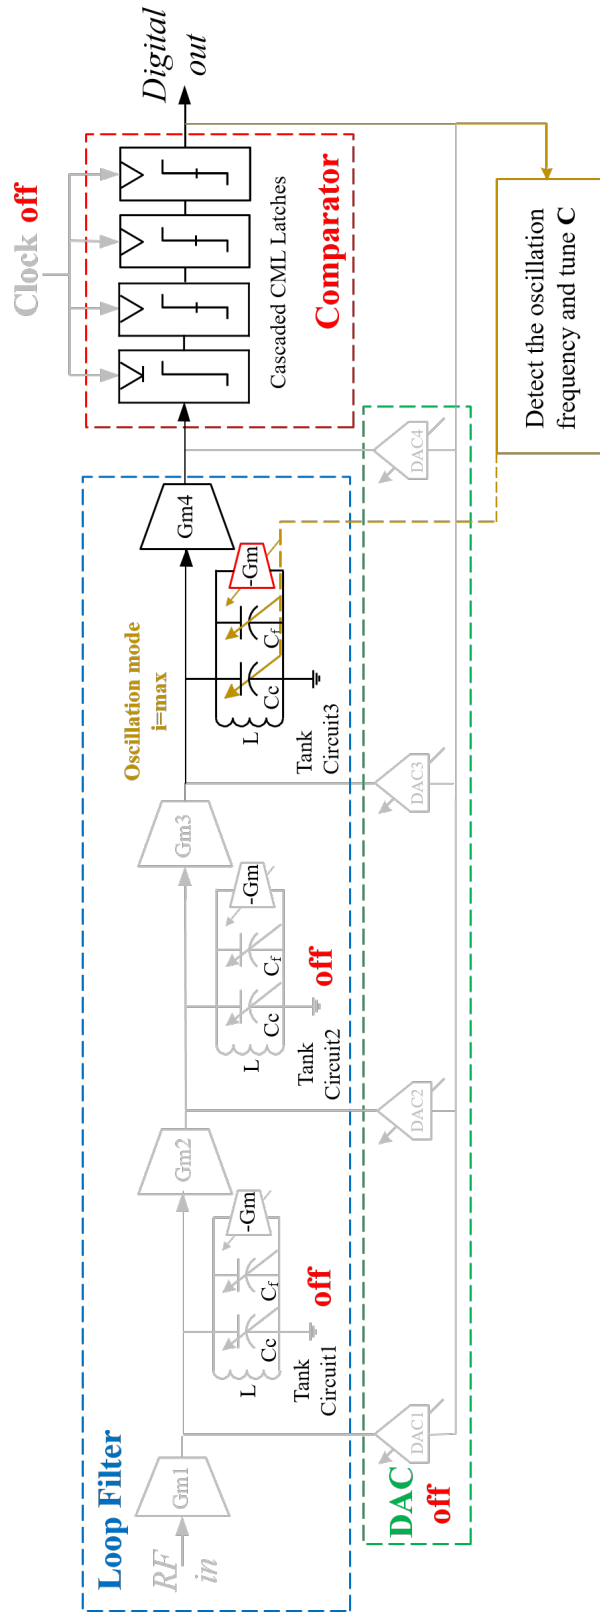 Loop Filter
RF
in
Gm1
L
Cc
Cf
-Gm
Tank
Circuit1
off
Gm2
L
Cc
Cf
-Gm
Tank
Circuit2
off
Gm3
Oscillation mode
i=max
L
Cc
Cf
-Gm
Tank
Circuit3
Gm4
Clock off
Cascaded CML Latches
Comparator
Digital
out
DAC
off
DAC1
DAC2
DAC3
DAC4
Detect the oscillation
frequency and tune C